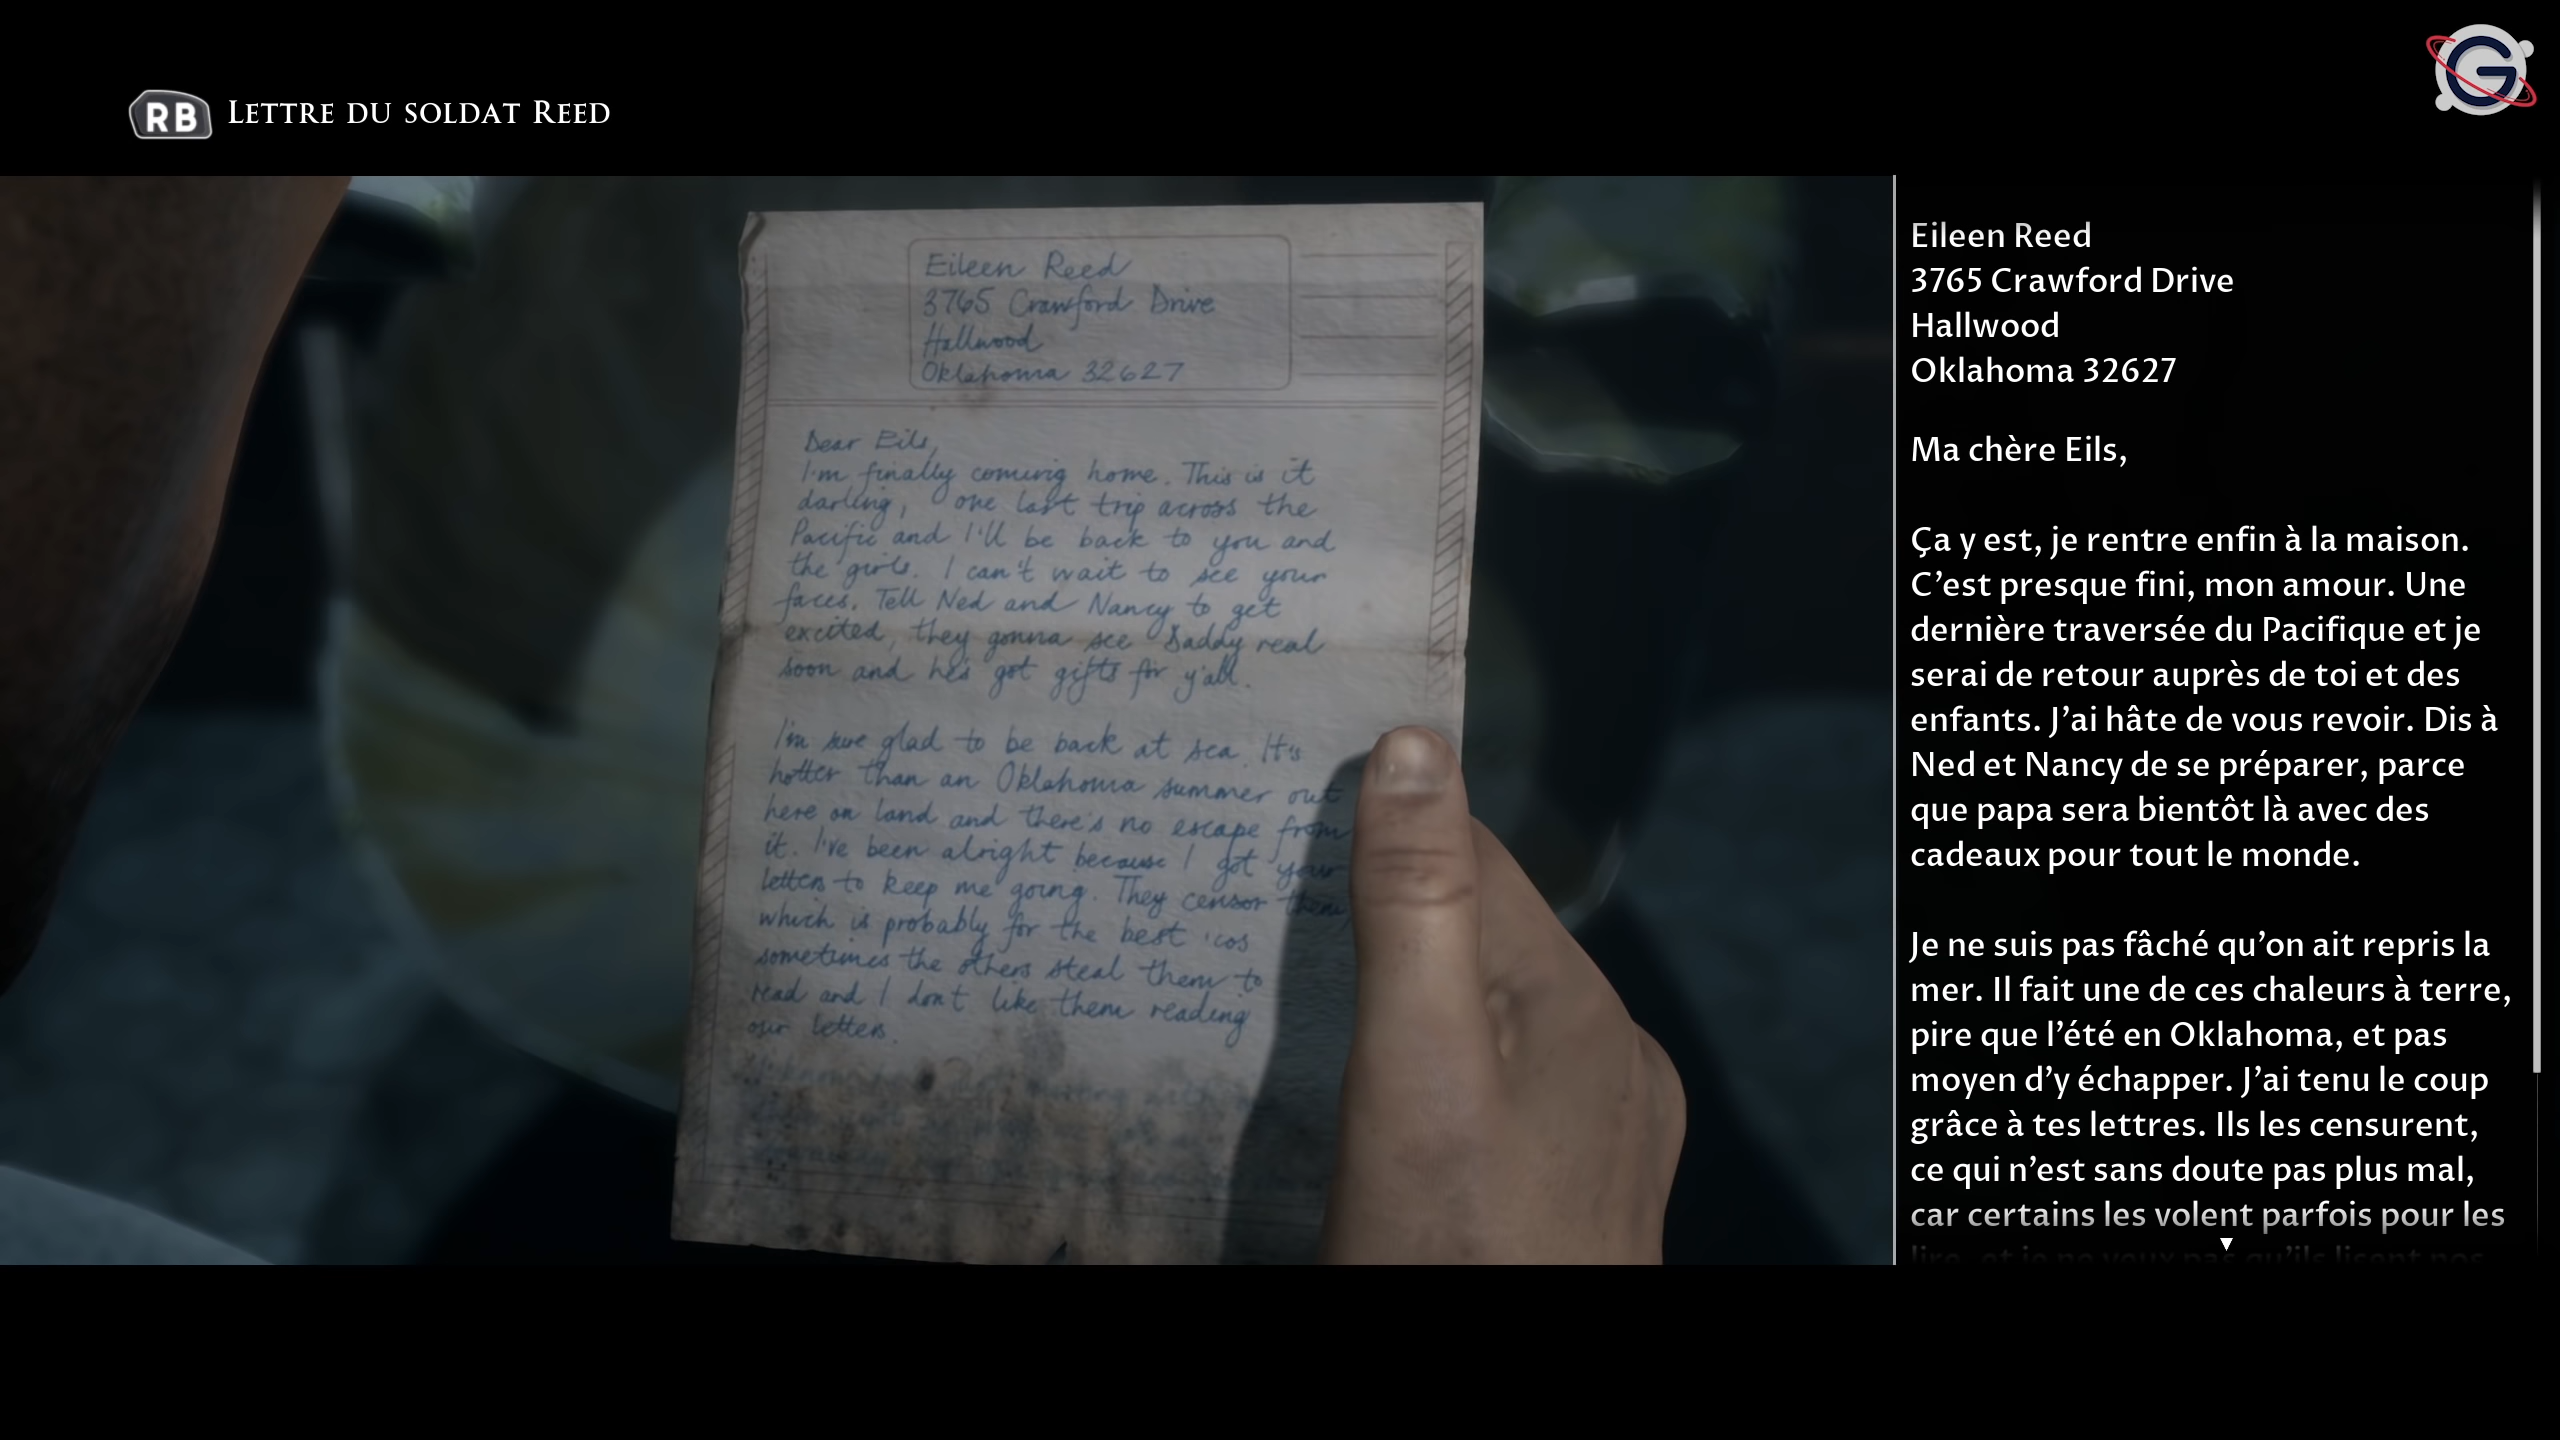 RB Lettre du soldat Reed
G
Eileen Reed
3765 Crawford Drive
Hallwood
Oklahoma 32627
Dear Eils,
I'm finally coming home. This is it
darling, one last trip across the
Pacific and I'll be back to you and
the girls. I can't wait to see your
faces. Tell Ned and Nancy to get
excited, they gonna see Daddy real
soon and he's got gifts for y'all.
I'm sure glad to be back at sea. It's
hotter than an Oklahoma summer out
here on land and there's no escape from
it. I've been alright because I got your
letters to keep me going. They censor them,
which is probably for the best 'cos
sometimes the others steal them to
read and I don't like them reading
our letters.
Eileen Reed
3765 Crawford Drive
Hallwood
Oklahoma 32627
Ma chère Eils,
Ça y est, je rentre enfin à la maison.
C'est presque fini, mon amour. Une
dernière traversée du Pacifique et je
serai de retour auprès de toi et des
enfants. J'ai hâte de vous revoir. Dis à
Ned et Nancy de se préparer, parce
que papa sera bientôt là avec des
cadeaux pour tout le monde.
Je ne suis pas fâché qu'on ait repris la
mer. Il fait une de ces chaleurs à terre,
pire que l'été en Oklahoma, et pas
moyen d'y échapper. J'ai tenu le coup
grâce à tes lettres. Ils les censurent,
ce qui n'est sans doute pas plus mal,
car certains les volent parfois pour les
lire, et je ne veux pas qu'ils lisent nos